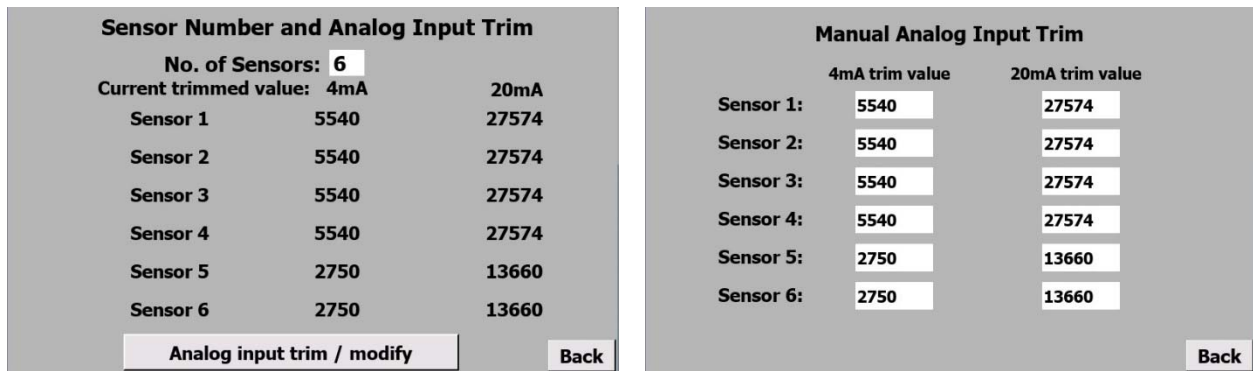 Sensor Number and Analog Input Trim
No. of Sensors: 6
Current trimmed value: 4mA 20mA
Sensor 1 5540 27574
Sensor 2 5540 27574
Sensor 3 5540 27574
Sensor 4 5540 27574
Sensor 5 2750 13660
Sensor 6 2750 13660
Analog input trim / modify Back
Manual Analog Input Trim
4mA trim value 20mA trim value
Sensor 1: 5540 27574
Sensor 2: 5540 27574
Sensor 3: 5540 27574
Sensor 4: 5540 27574
Sensor 5: 2750 13660
Sensor 6: 2750 13660
Back